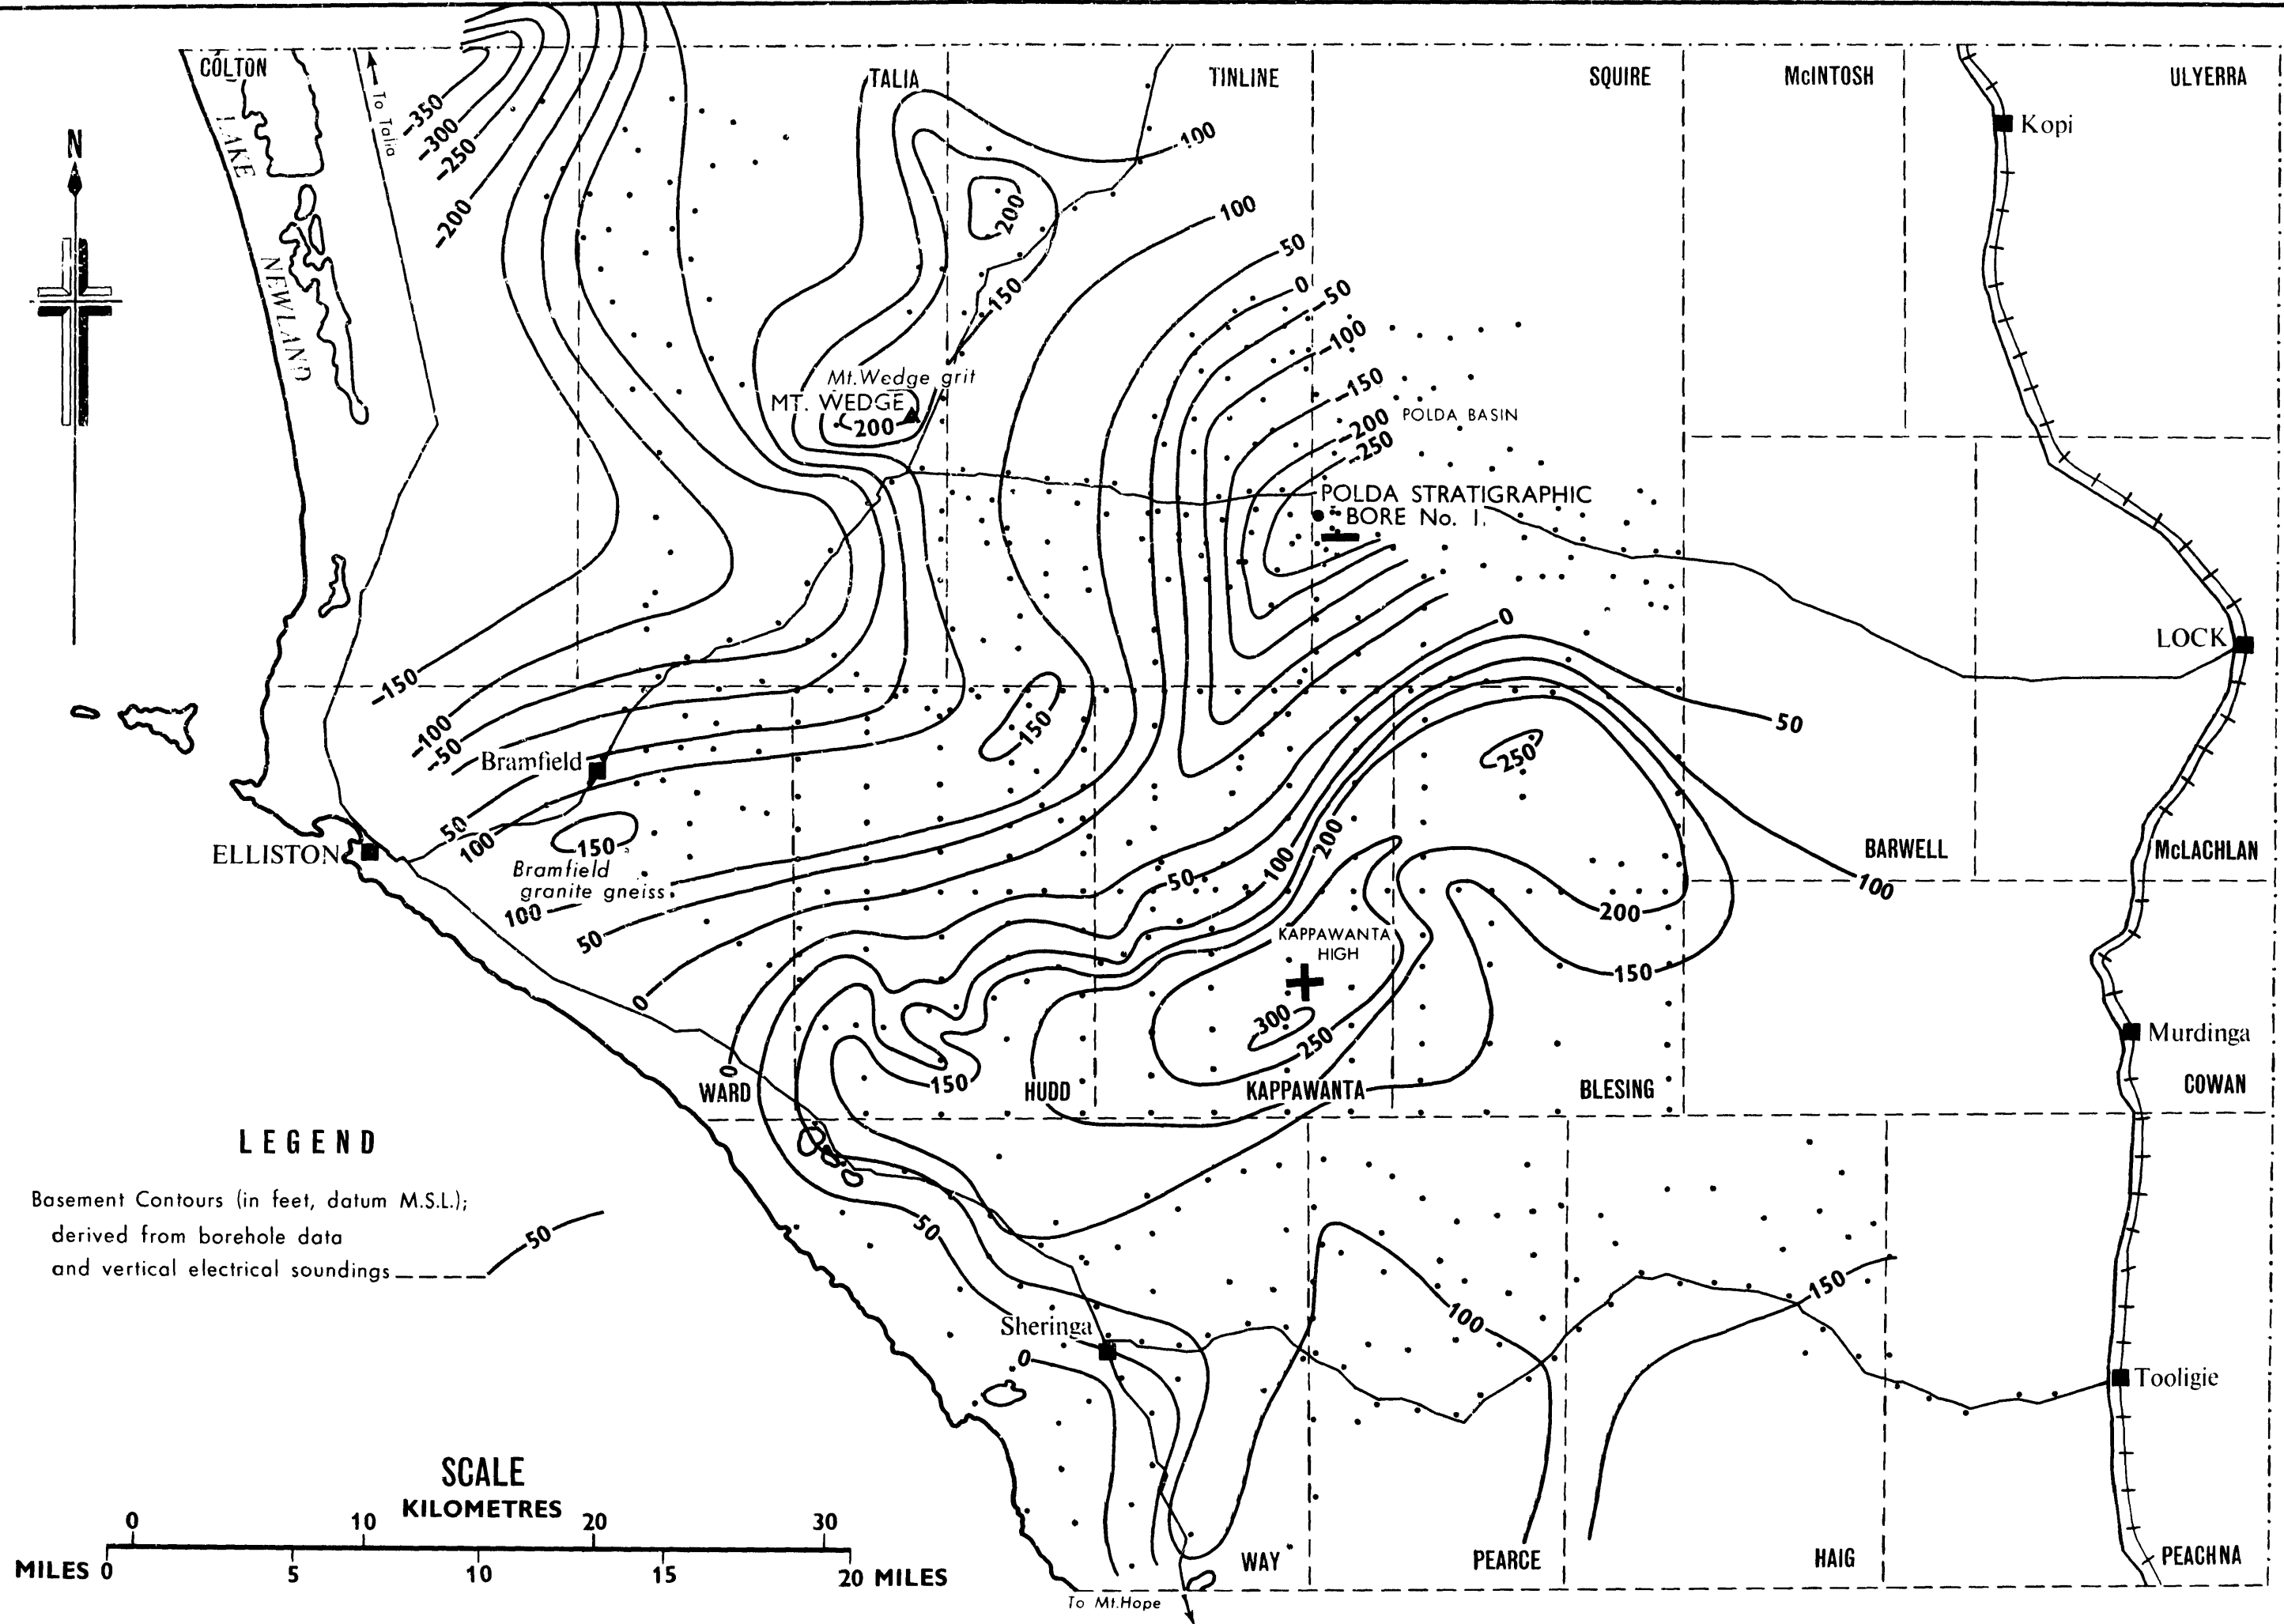 COLTON
TALIA
TINLINE
SQUIRE
McINTOSH
ULYERRA
To Talia
LAKE
NEWLAND
N
-350
-300
-250
-200
100
Kopi
200
100
50
0
-50
150
-100
-150
Mt.Wedge grit
MT. WEDGE
200
-200
POLDA BASIN
-250
POLDA STRATIGRAPHIC
BORE No. 1.
0
LOCK
-150
50
-100
-50
150
250
Bramfield
50
100
150
200
100
BARWELL
McLACHLAN
ELLISTON
Bramfield
granite gneiss
50
100
100
200
50
KAPPAWANTA
HIGH
150
0
300
250
Murdinga
0
150
WARD
HUDD
KAPPAWANTA
BLESING
COWAN
LEGEND
Basement Contours (in feet, datum M.S.L.);
derived from borehole data
and vertical electrical soundings
50
50
150
100
Sheringa
0
Tooligie
SCALE
KILOMETRES
0 10 20 30
MILES 0 5 10 15 20 MILES
WAY
PEARCE
HAIG
PEACHNA
To Mt.Hope